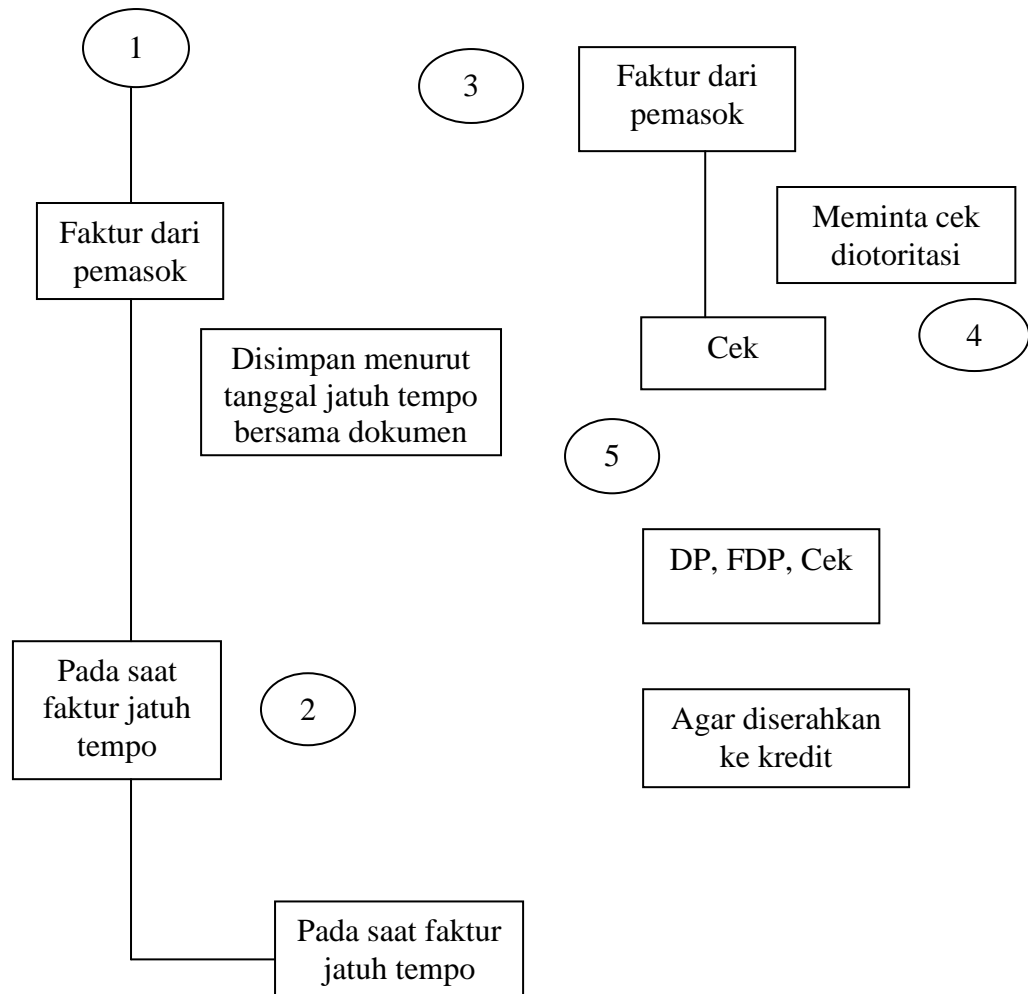 1
Faktur dari
pemasok
Disimpan menurut
tanggal jatuh tempo
bersama dokumen
Pada saat
faktur jatuh
tempo
2
Pada saat faktur
jatuh tempo
3
Faktur dari
pemasok
Meminta cek
diotoritasi
4
Cek
5
DP, FDP, Cek
Agar diserahkan
ke kredit